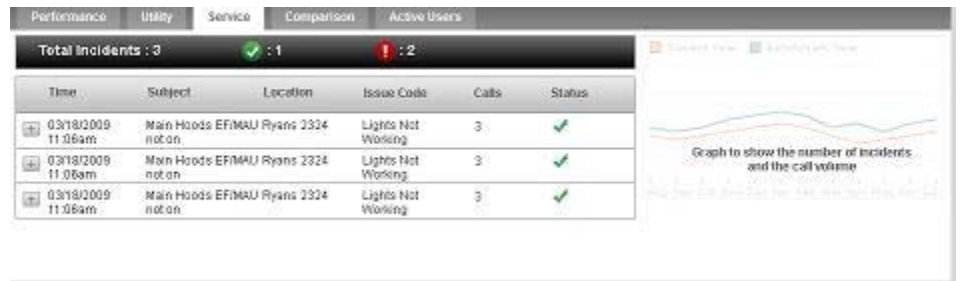 Performance Utility Service Comparison Active Users
Total Incidents : 3 : 1 : 2
Time Subject Location Issue Code Calls Status
03/18/2009 Main Hoods EF/MAU Ryans 2324 Lights Not 3
11:06am not on Working
03/18/2009 Main Hoods EF/MAU Ryans 2324 Lights Not 3
11:06am not on Working
03/18/2009 Main Hoods EF/MAU Ryans 2324 Lights Not 3
11:06am not on Working
Graph to show the number of incidents
and the call volume